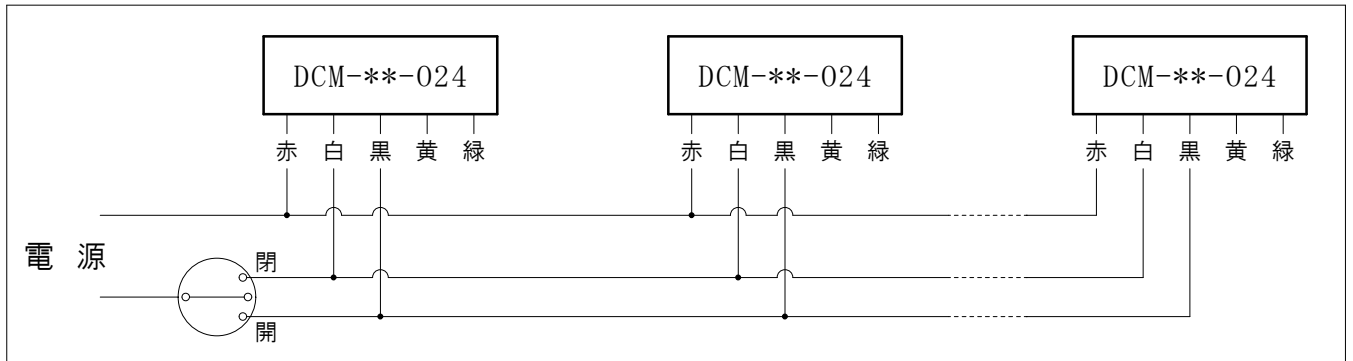 DCM-**-024 DCM-**-024 DCM-**-024
赤 白 黒 黄 緑 赤 白 黒 黄 緑 赤 白 黒 黄 緑
電 源
閉
開